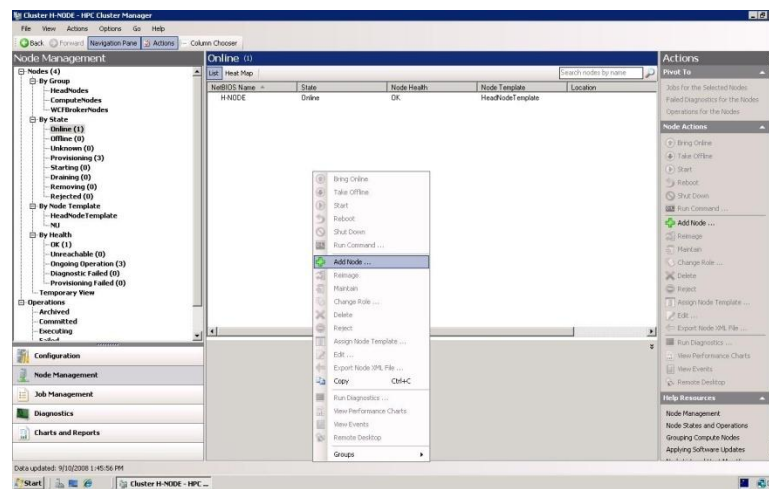 Cluster H-NODE - HPC Cluster Manager
File View Actions Options Go Help
Back Forward Navigation Pane Actions Column Chooser
Node Management
Nodes (4)
By Group
HeadNodes
ComputeNodes
WCFBrokerNodes
By State
Online (1)
Offline (0)
Unknown (0)
Provisioning (3)
Starting (0)
Draining (0)
Removing (0)
Rejected (0)
By Node Template
HeadNodeTemplate
By Health
OK (1)
Unreachable (0)
Ongoing Operation (3)
Diagnostic Failed (0)
Provisioning Failed (0)
Temporary View
Operations
Archived
Committed
Executing
Failed
Configuration
Node Management
Job Management
Diagnostics
Charts and Reports
Online (1)
List Heat Map Search nodes by name
NetBIOS Name State Node Health Node Template Location
H-NODE Online OK HeadNodeTemplate
Bring Online
Take Offline
Start
Reboot
Shut Down
Run Command ...
Add Node ...
Reimage
Maintain
Change Role ...
Delete
Reject
Assign Node Template ...
Edit ...
Export Node XML File ...
Copy Ctrl+C
Run Diagnostics ...
View Performance Charts
View Events
Remote Desktop
Groups
Actions
Pivot To
Jobs for the Selected Nodes
Failed Diagnostics for the Nodes
Operations for the Nodes
Node Actions
Bring Online
Take Offline
Start
Reboot
Shut Down
Run Command ...
Add Node ...
Reimage
Maintain
Change Role ...
Delete
Reject
Assign Node Template ...
Edit ...
Export Node XML File ...
Run Diagnostics ...
View Performance Charts
View Events
Remote Desktop
Help Resources
Node Management
Node States and Operations
Grouping Compute Nodes
Applying Software Updates
Data updated: 9/10/2008 1:45:56 PM
Start Cluster H-NODE - HPC ...